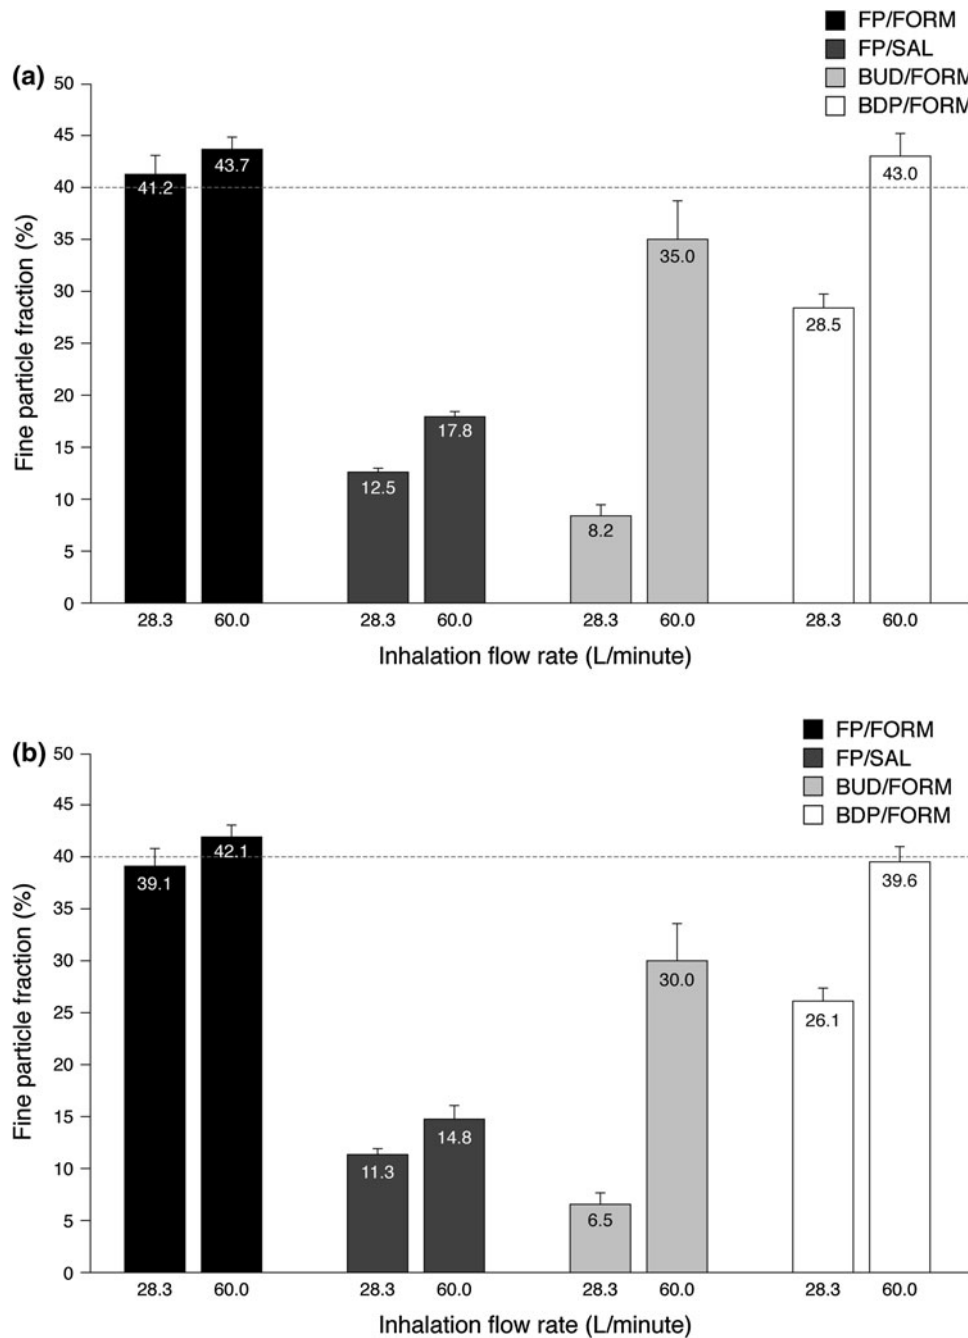 (a)
FP/FORM
FP/SAL
BUD/FORM
BDP/FORM
Fine particle fraction (%)
50
45
40
35
30
25
20
15
10
5
0
41.2
43.7
12.5
17.8
8.2
35.0
28.5
43.0
28.3 60.0 28.3 60.0 28.3 60.0 28.3 60.0
Inhalation flow rate (L/minute)
(b)
FP/FORM
FP/SAL
BUD/FORM
BDP/FORM
Fine particle fraction (%)
50
40
35
30
25
20
15
10
5
0
39.1
42.1
11.3
14.8
6.5
30.0
26.1
39.6
28.3 60.0 28.3 60.0 28.3 60.0 28.3 60.0
Inhalation flow rate (L/minute)